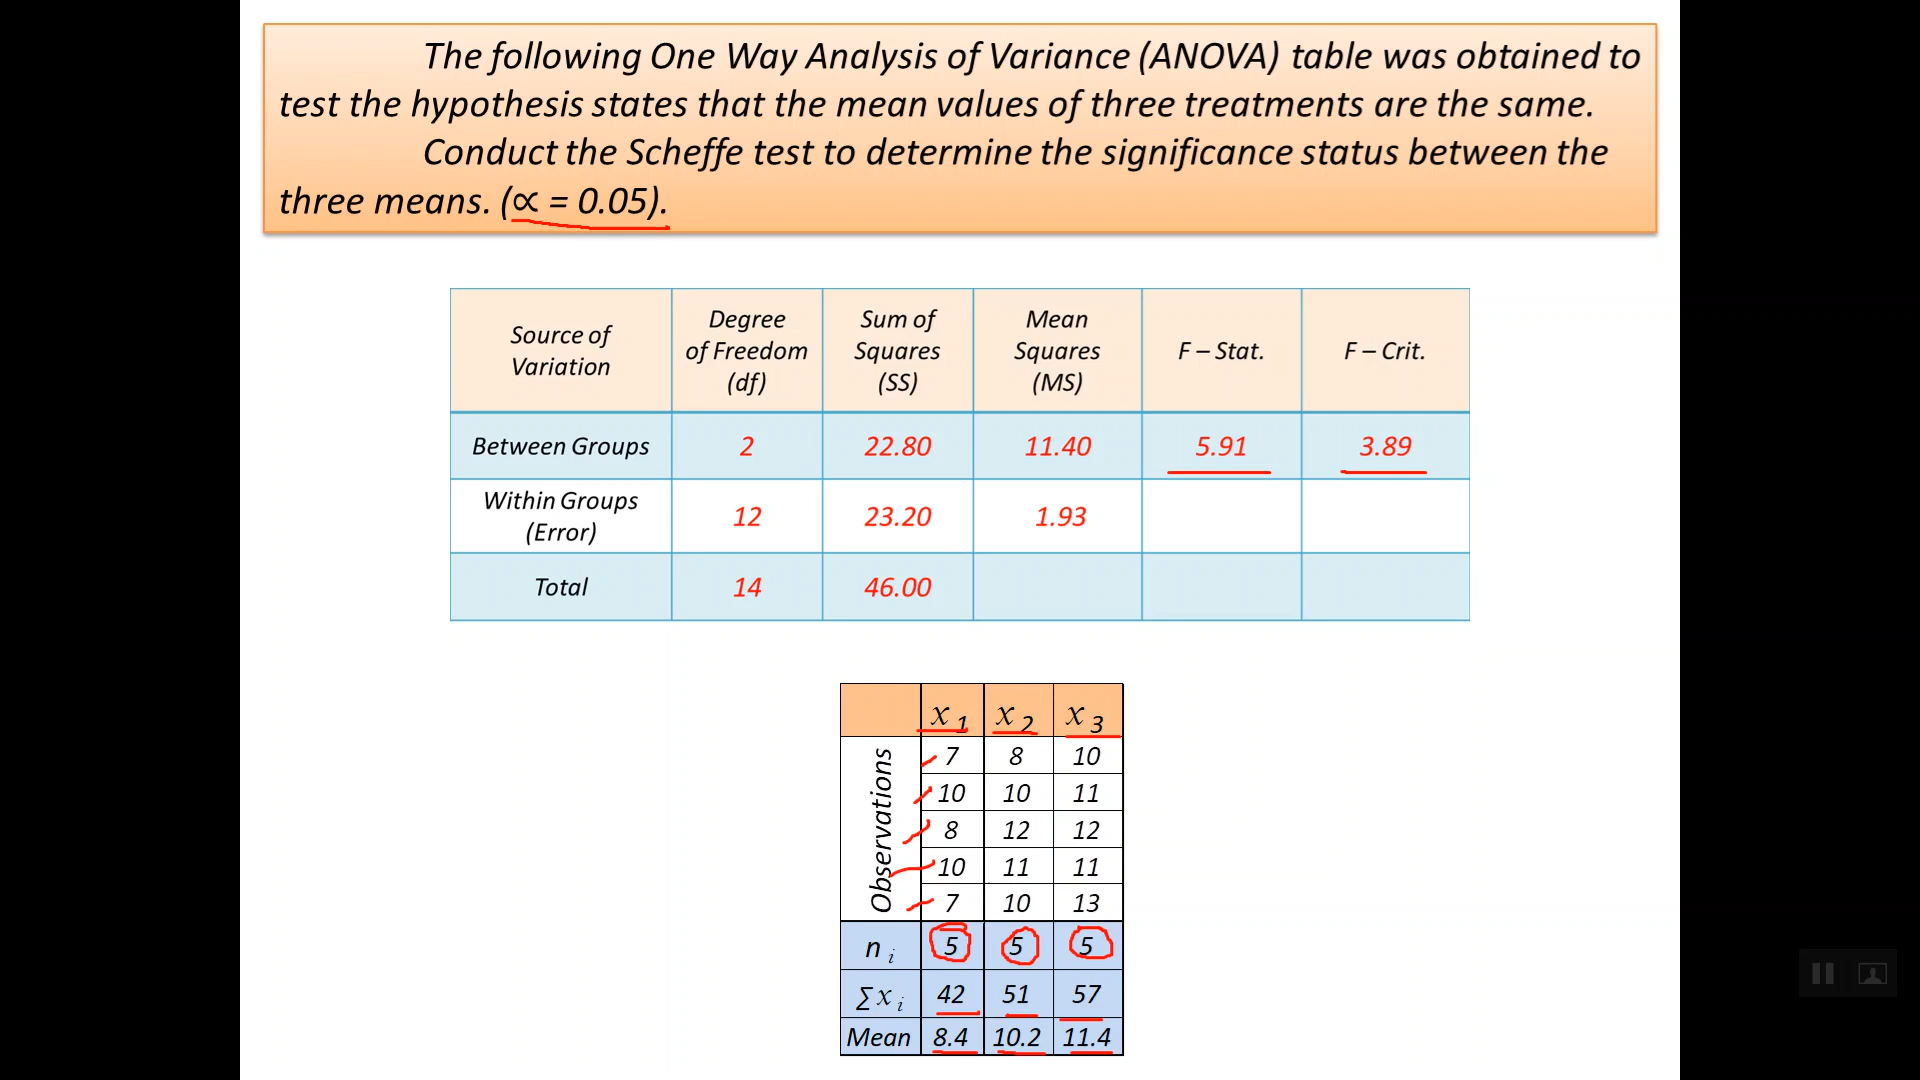 The following One Way Analysis of Variance (ANOVA) table was obtained to
test the hypothesis states that the mean values of three treatments are the same.
Conduct the Scheffe test to determine the significance status between the
three means. (∝ = 0.05).
Source of Variation | Degree of Freedom (df) | Sum of Squares (SS) | Mean Squares (MS) | F – Stat. | F – Crit.
Between Groups | 2 | 22.80 | 11.40 | 5.91 | 3.89
Within Groups (Error) | 12 | 23.20 | 1.93
Total | 14 | 46.00
x 1 | x 2 | x 3
Observations
7 | 8 | 10
10 | 10 | 11
8 | 12 | 12
10 | 11 | 11
7 | 10 | 13
n i | 5 | 5 | 5
∑x i | 42 | 51 | 57
Mean | 8.4 | 10.2 | 11.4